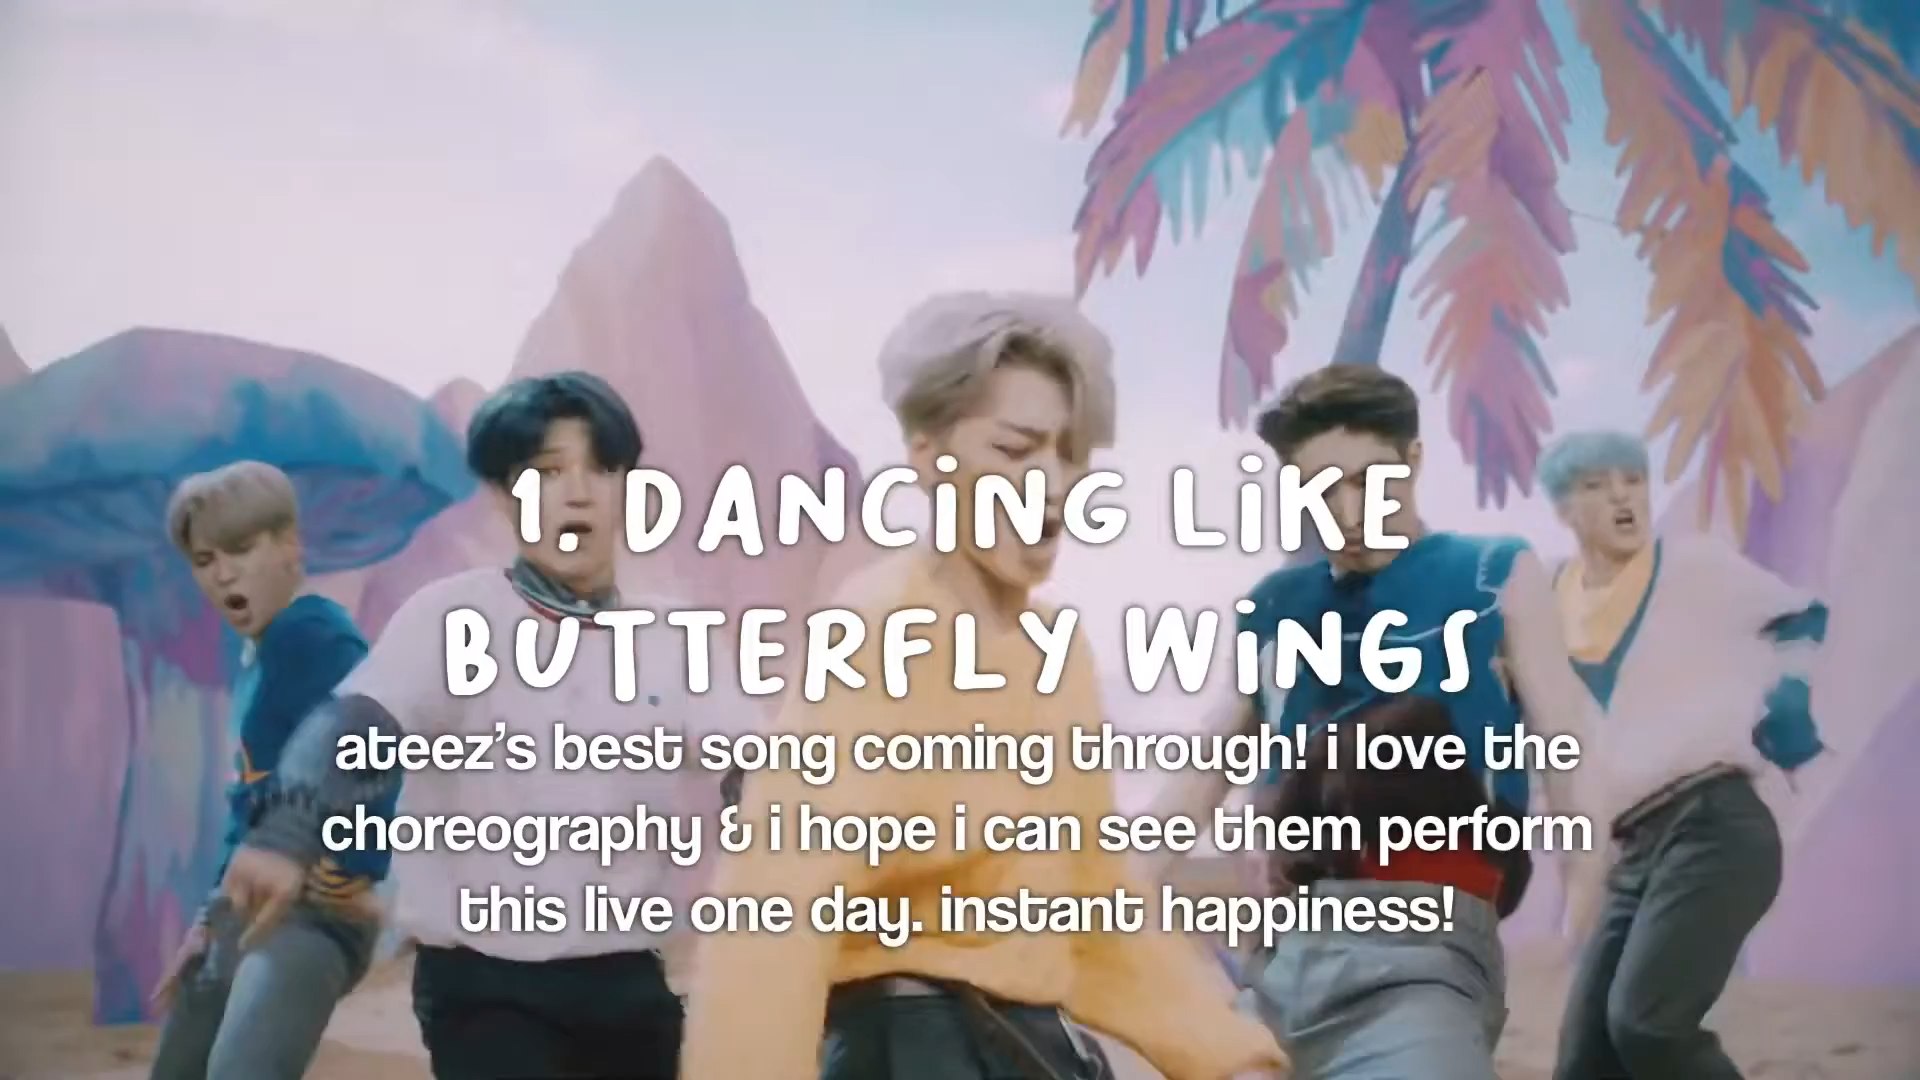 1. DANCiNG LiKE
BUTTERFLY WiNGS
ateez's best song coming through! i love the
choreography & i hope i can see them perform
this live one day. instant happiness!